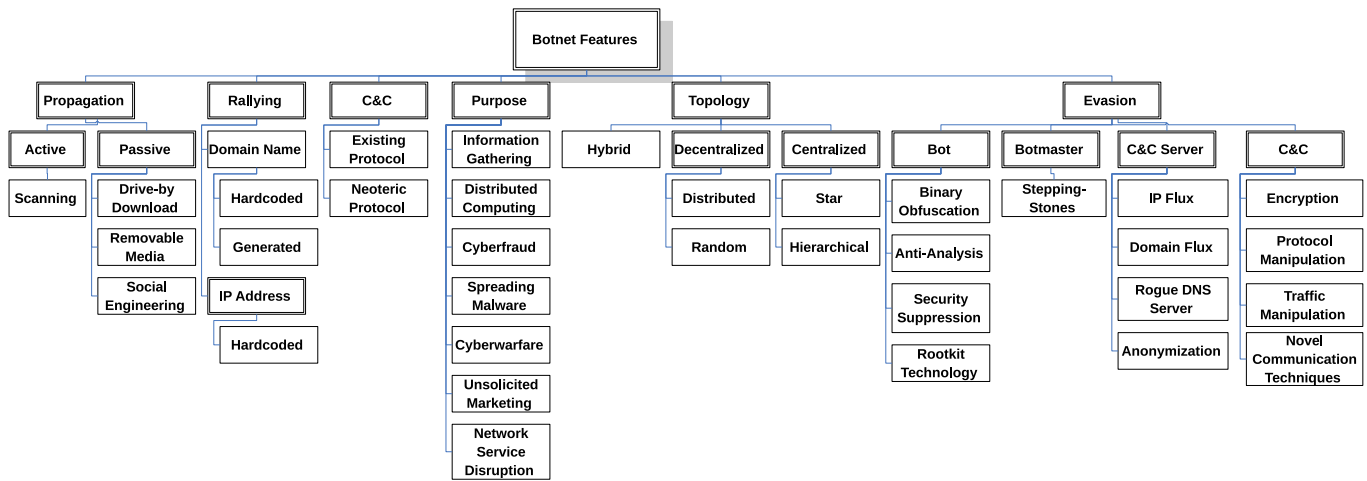 Botnet Features
Propagation
Rallying
C&C
Purpose
Topology
Evasion
Active
Passive
Domain Name
Existing
Protocol
Information
Gathering
Hybrid
Decentralized
Centralized
Bot
Botmaster
C&C Server
C&C
Scanning
Drive-by
Download
Hardcoded
Neoteric
Protocol
Distributed
Computing
Distributed
Star
Binary
Obfuscation
Stepping-
Stones
IP Flux
Encryption
Removable
Media
Generated
Cyberfraud
Random
Hierarchical
Anti-Analysis
Domain Flux
Protocol
Manipulation
Social
Engineering
IP Address
Spreading
Malware
Security
Suppression
Rogue DNS
Server
Traffic
Manipulation
Hardcoded
Cyberwarfare
Rootkit
Technology
Anonymization
Novel
Communication
Techniques
Unsolicited
Marketing
Network
Service
Disruption